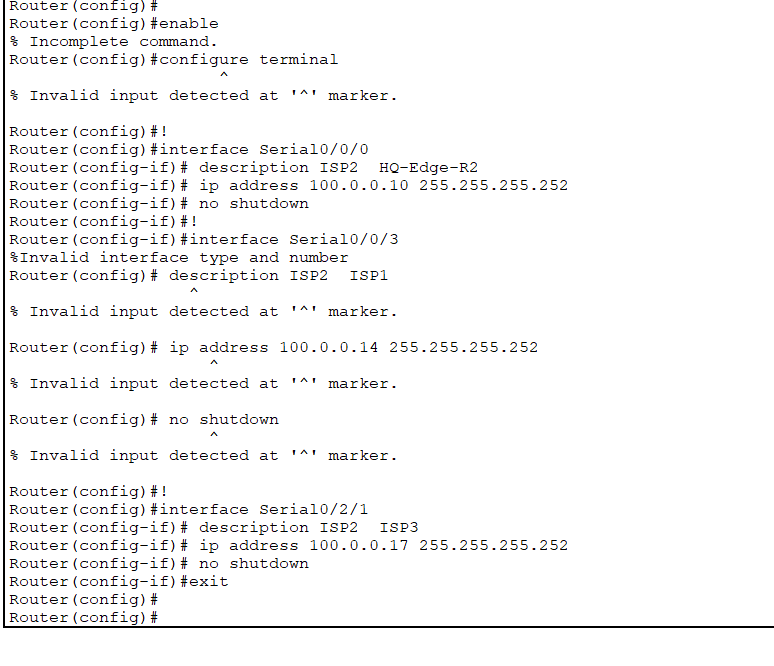 Router(config)#
Router(config)#enable
% Incomplete command.
Router(config)#configure terminal
^
% Invalid input detected at '^' marker.
Router(config)#!
Router(config)#interface Serial0/0/0
Router(config-if)# description ISP2  HQ-Edge-R2
Router(config-if)# ip address 100.0.0.10 255.255.255.252
Router(config-if)# no shutdown
Router(config-if)#!
Router(config-if)#interface Serial0/0/3
%Invalid interface type and number
Router(config)# description ISP2  ISP1
^
% Invalid input detected at '^' marker.
Router(config)# ip address 100.0.0.14 255.255.255.252
^
% Invalid input detected at '^' marker.
Router(config)# no shutdown
^
% Invalid input detected at '^' marker.
Router(config)#!
Router(config)#interface Serial0/2/1
Router(config-if)# description ISP2  ISP3
Router(config-if)# ip address 100.0.0.17 255.255.255.252
Router(config-if)# no shutdown
Router(config-if)#exit
Router(config)#
Router(config)#